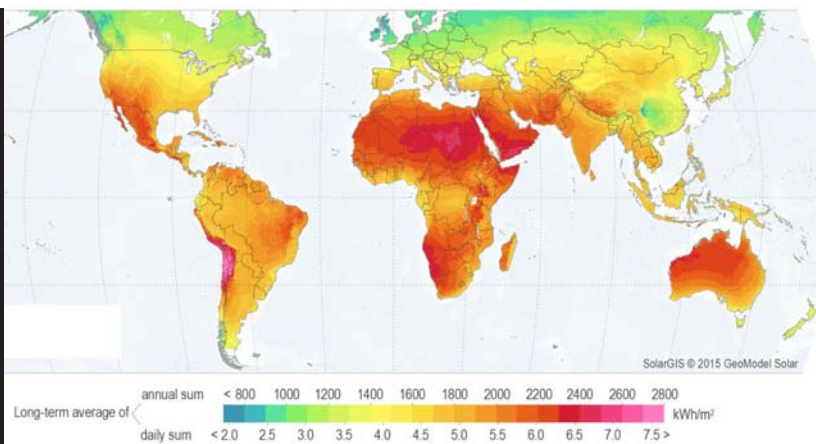 SolarGIS © 2015 GeoModel Solar
annual sum < 800 1000 1200 1400 1600 1800 2000 2200 2400 2600 2800
Long-term average of kWh/m²
daily sum < 2.0 2.5 3.0 3.5 4.0 4.5 5.0 5.5 6.0 6.5 7.0 7.5 >